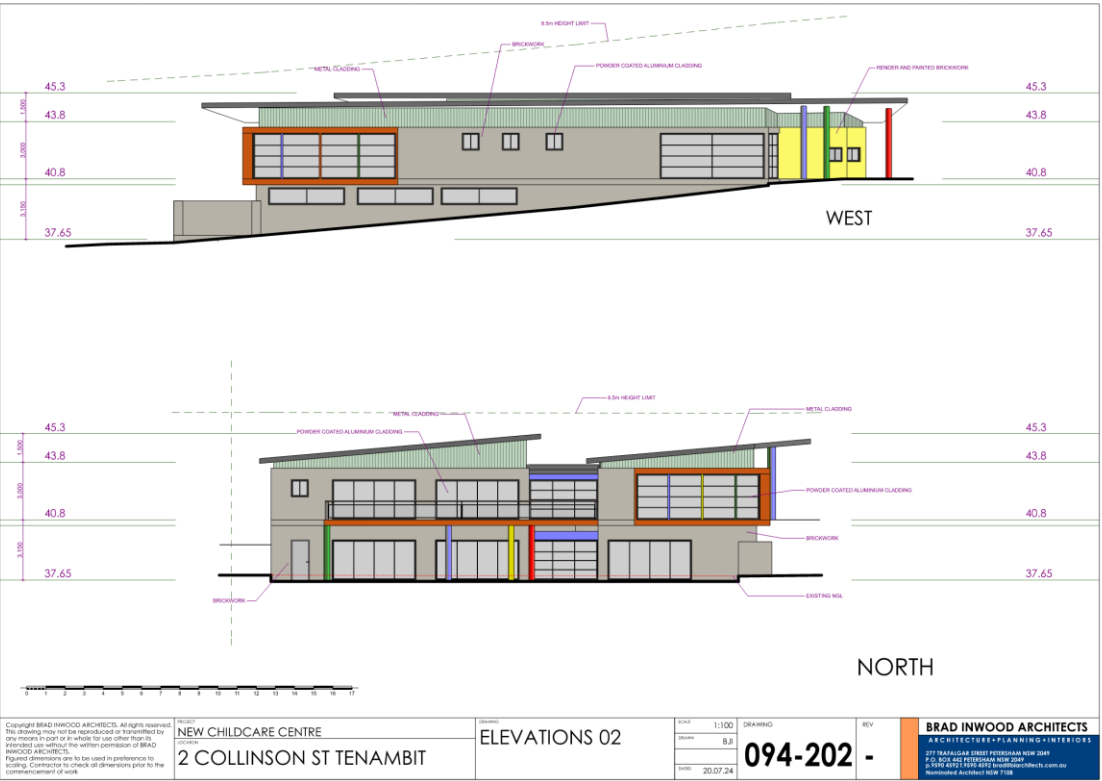 8.5m HEIGHT LIMIT
BRICKWORK
METAL CLADDING
POWDER COATED ALUMINIUM CLADDING
RENDER AND PAINTED BRICKWORK
45.3
45.3
1,500
43.8
43.8
3,000
40.8
40.8
3,150
WEST
37.65
37.65
8.5m HEIGHT LIMIT
METAL CLADDING
METAL CLADDING
POWDER COATED ALUMINIUM CLADDING
45.3
45.3
1,500
43.8
43.8
3,000
POWDER COATED ALUMINIUM CLADDING
40.8
40.8
BRICKWORK
3,150
37.65
37.65
BRICKWORK
EXISTING NGL
NORTH
0 1 2 3 4 5 6 7 8 9 10 11 12 13 14 15 16 17
Copyright BRAD INWOOD ARCHITECTS. All rights reserved.
This drawing may not be reproduced or transmitted by
any means in part or in whole for use other than its
intended use without the written permission of BRAD
INWOOD ARCHITECTS.
Figured dimensions are to be used in preference to
scaling. Contractor to check all dimensions prior to the
commencement of work
PROJECT
NEW CHILDCARE CENTRE
LOCATION
2 COLLINSON ST TENAMBIT
DRAWING
ELEVATIONS 02
SCALE
1:100
DRAWN
BJI
DATED
20.07.24
DRAWING
094-202
REV
-
BRAD INWOOD ARCHITECTS
ARCHITECTURE+PLANNING+INTERIORS
277 TRAFALGAR STREET PETERSHAM NSW 2049
P.O. BOX 442 PETERSHAM NSW 2049
Nominated Architect NSW 7108